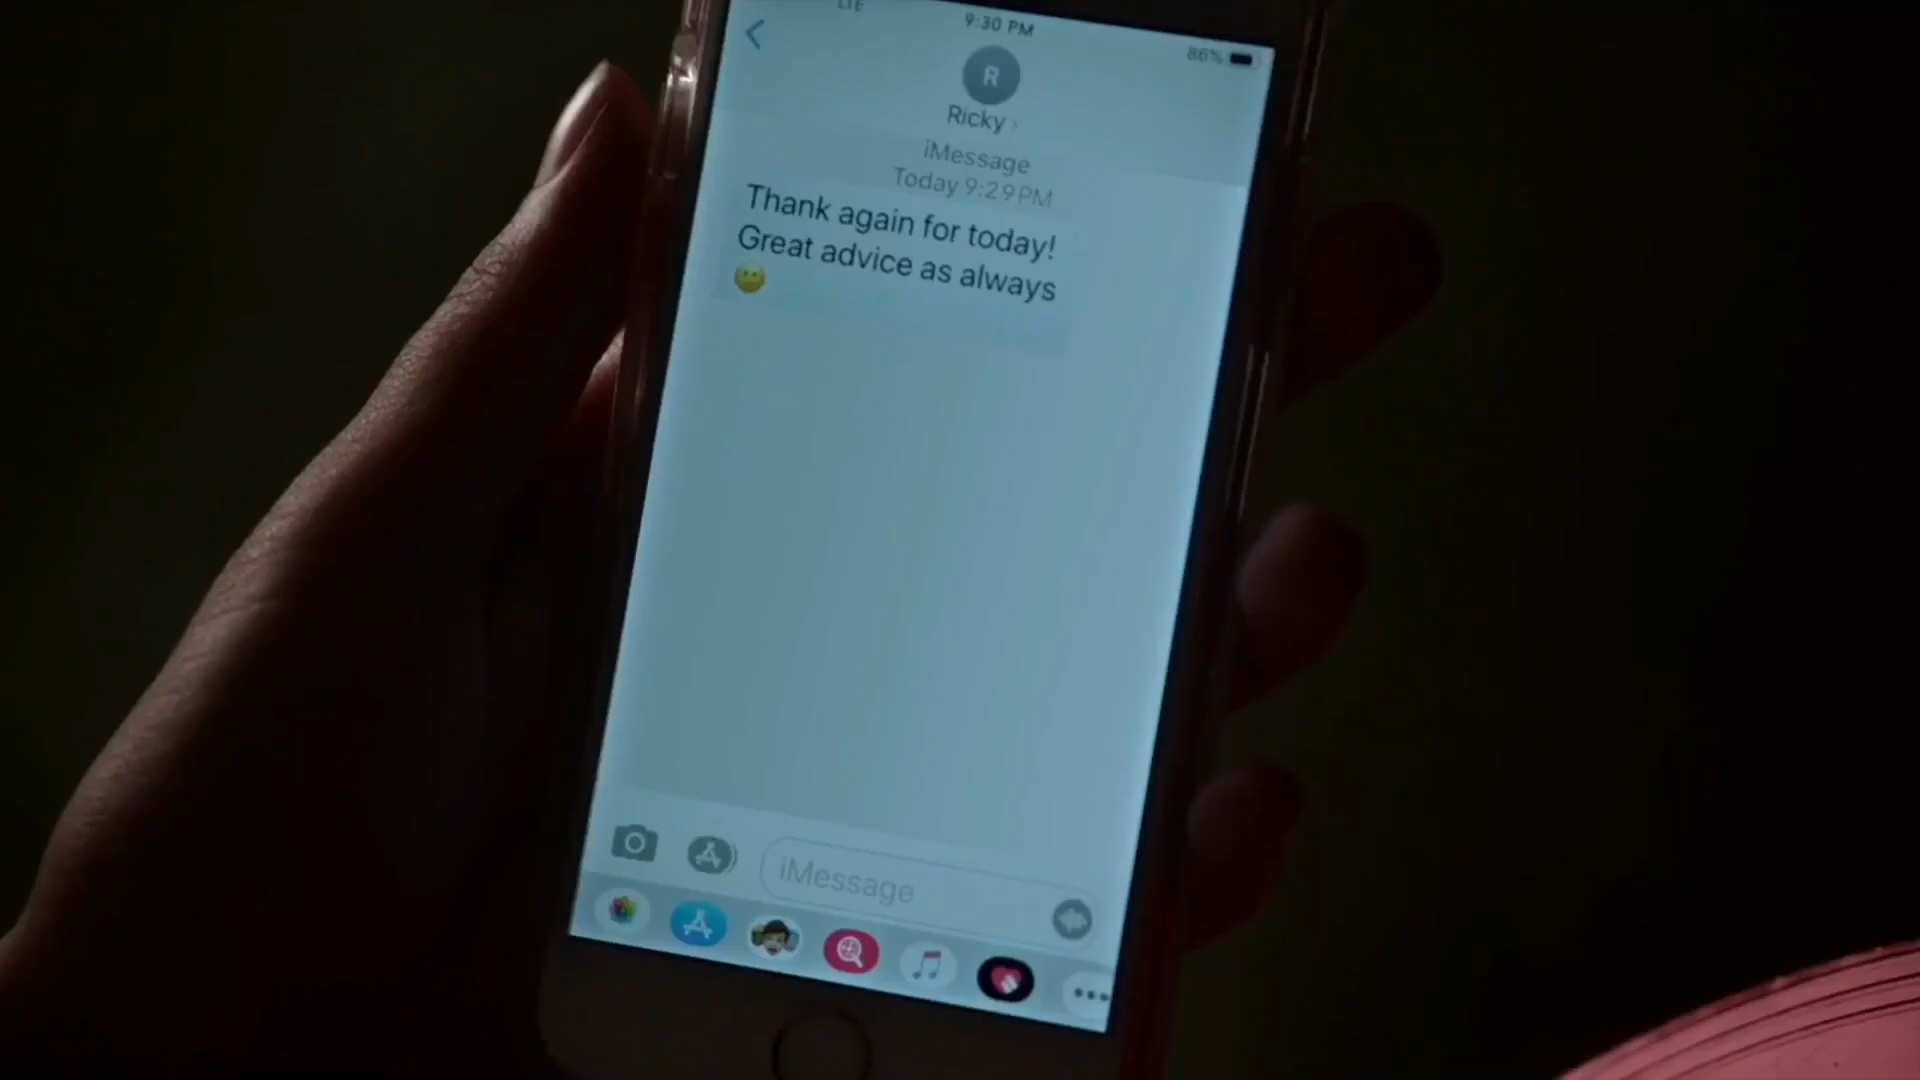 LTE 9:30 PM 86%
R
Ricky
iMessage
Today 9:29 PM
Thank again for today!
Great advice as always
iMessage